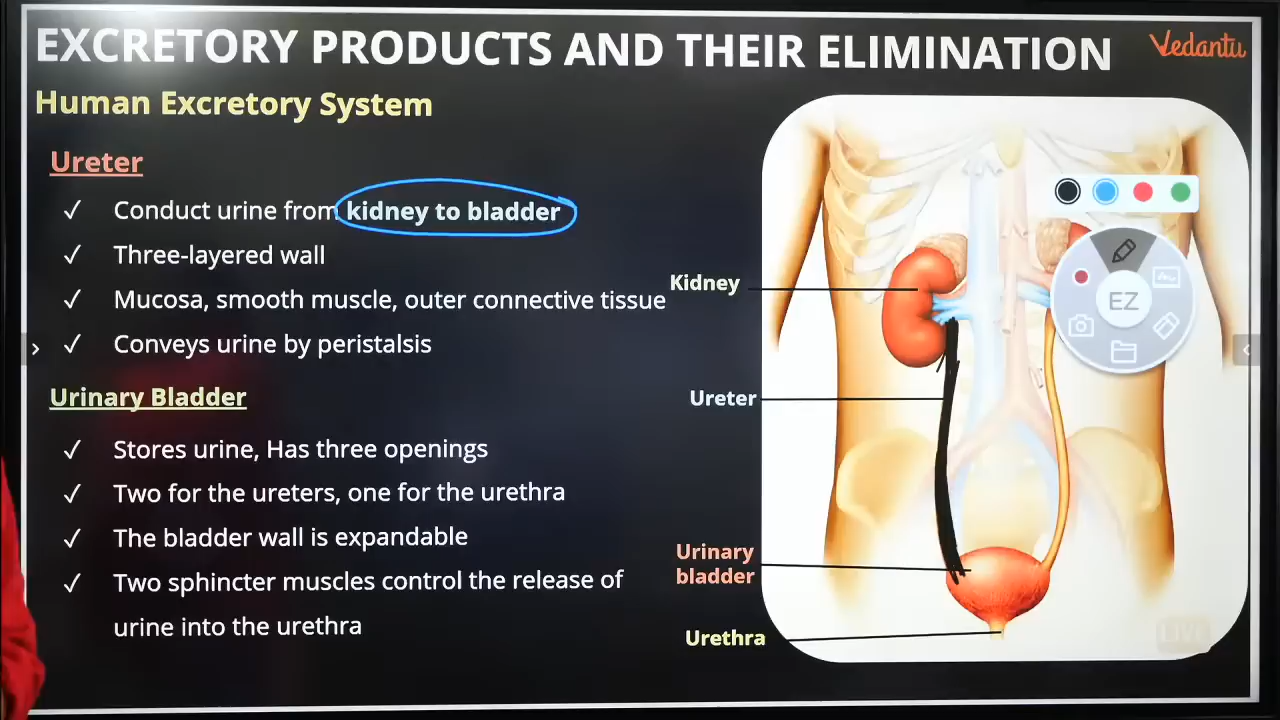 EXCRETORY PRODUCTS AND THEIR ELIMINATION
Vedantu
Human Excretory System
Ureter
✓ Conduct urine from kidney to bladder
✓ Three-layered wall
✓ Mucosa, smooth muscle, outer connective tissue
✓ Conveys urine by peristalsis
Urinary Bladder
✓ Stores urine, Has three openings
✓ Two for the ureters, one for the urethra
✓ The bladder wall is expandable
✓ Two sphincter muscles control the release of
urine into the urethra
Kidney
Ureter
Urinary
bladder
Urethra
EZ
LIVE